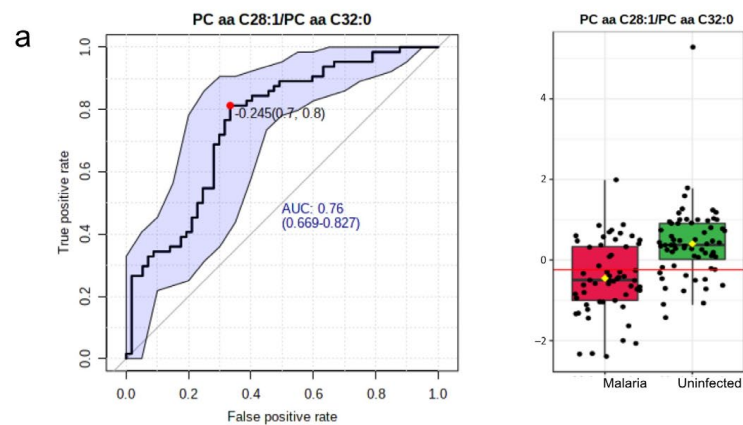 a
PC aa C28:1/PC aa C32:0
True positive rate
1.0
0.8
0.6
0.4
0.2
0.0
-0.245(0.7, 0.8)
AUC: 0.76
(0.669-0.827)
0.0 0.2 0.4 0.6 0.8 1.0
False positive rate
PC aa C28:1/PC aa C32:0
4
2
0
−2
Malaria Uninfected